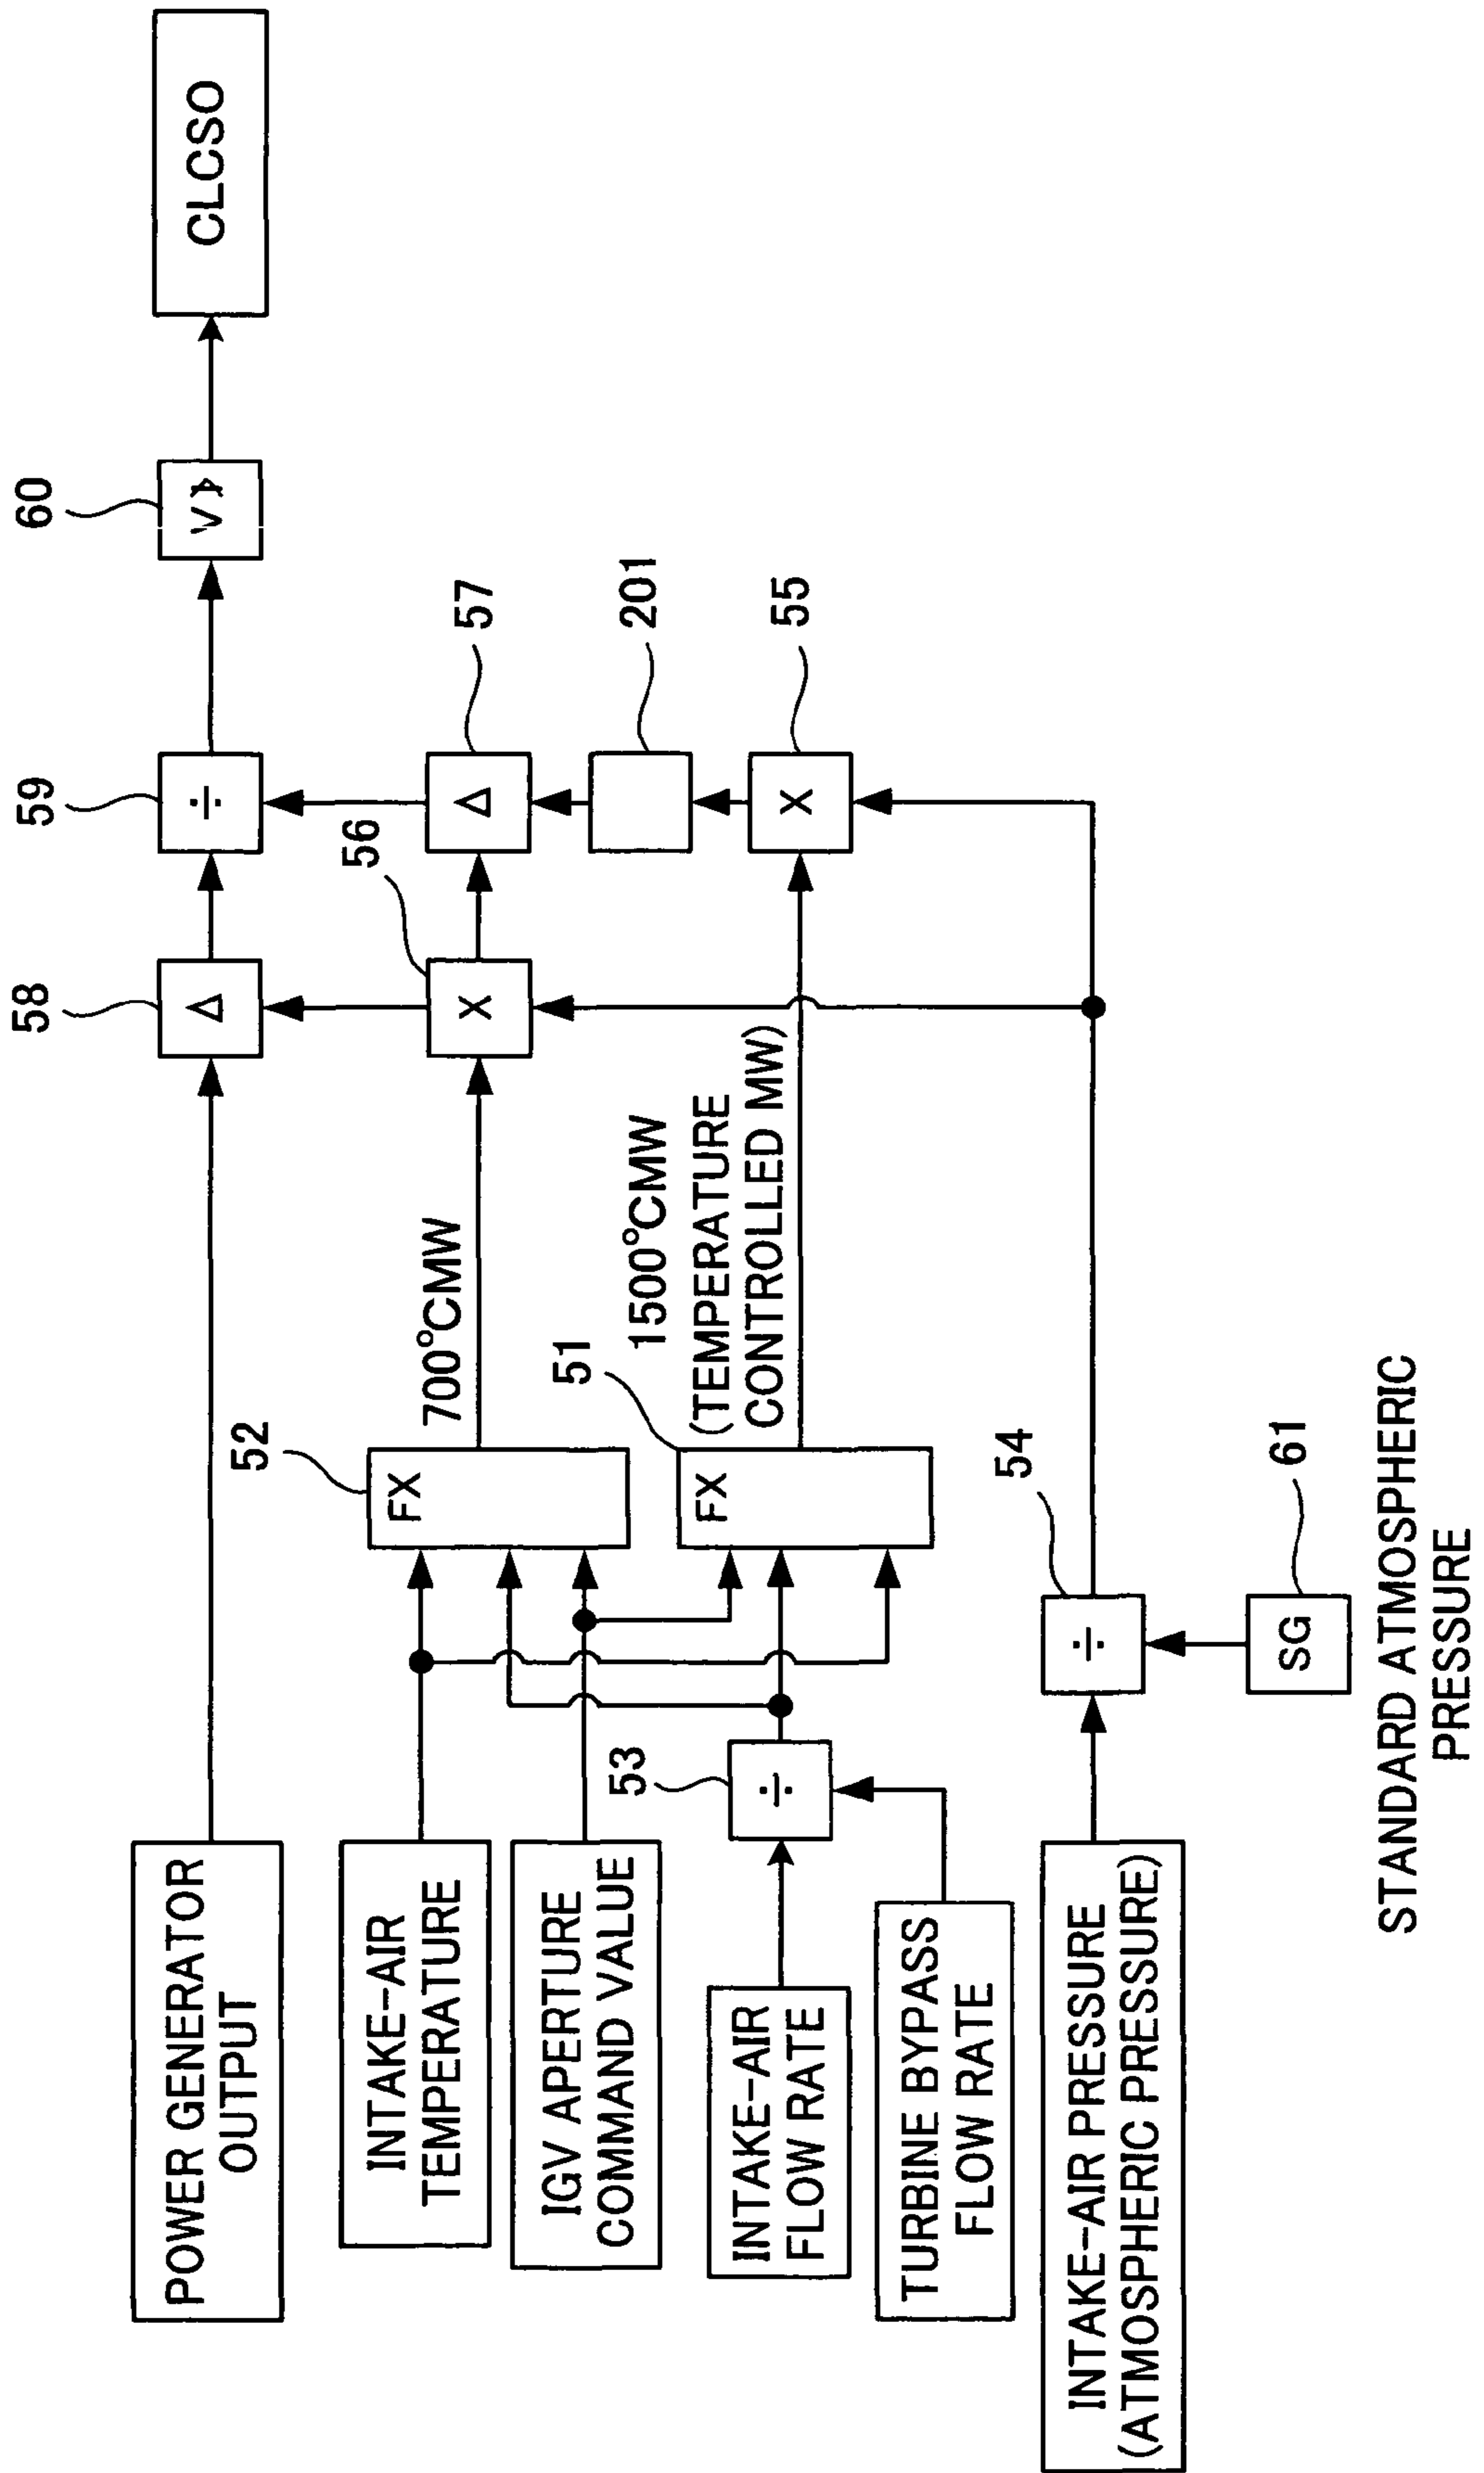 POWER GENERATOR
OUTPUT
INTAKE-AIR
TEMPERATURE
IGV APERTURE
COMMAND VALUE
INTAKE-AIR
FLOW RATE
TURBINE BYPASS
FLOW RATE
INTAKE-AIR PRESSURE
(ATMOSPHERIC PRESSURE)
53
÷
52
FX
51
FX
54
÷
61
SG
STANDARD ATMOSPHERIC
PRESSURE
700°CMW
1500°CMW
(TEMPERATURE
CONTROLLED MW)
58
Δ
56
X
59
÷
57
Δ
201
55
X
60
CLCSO